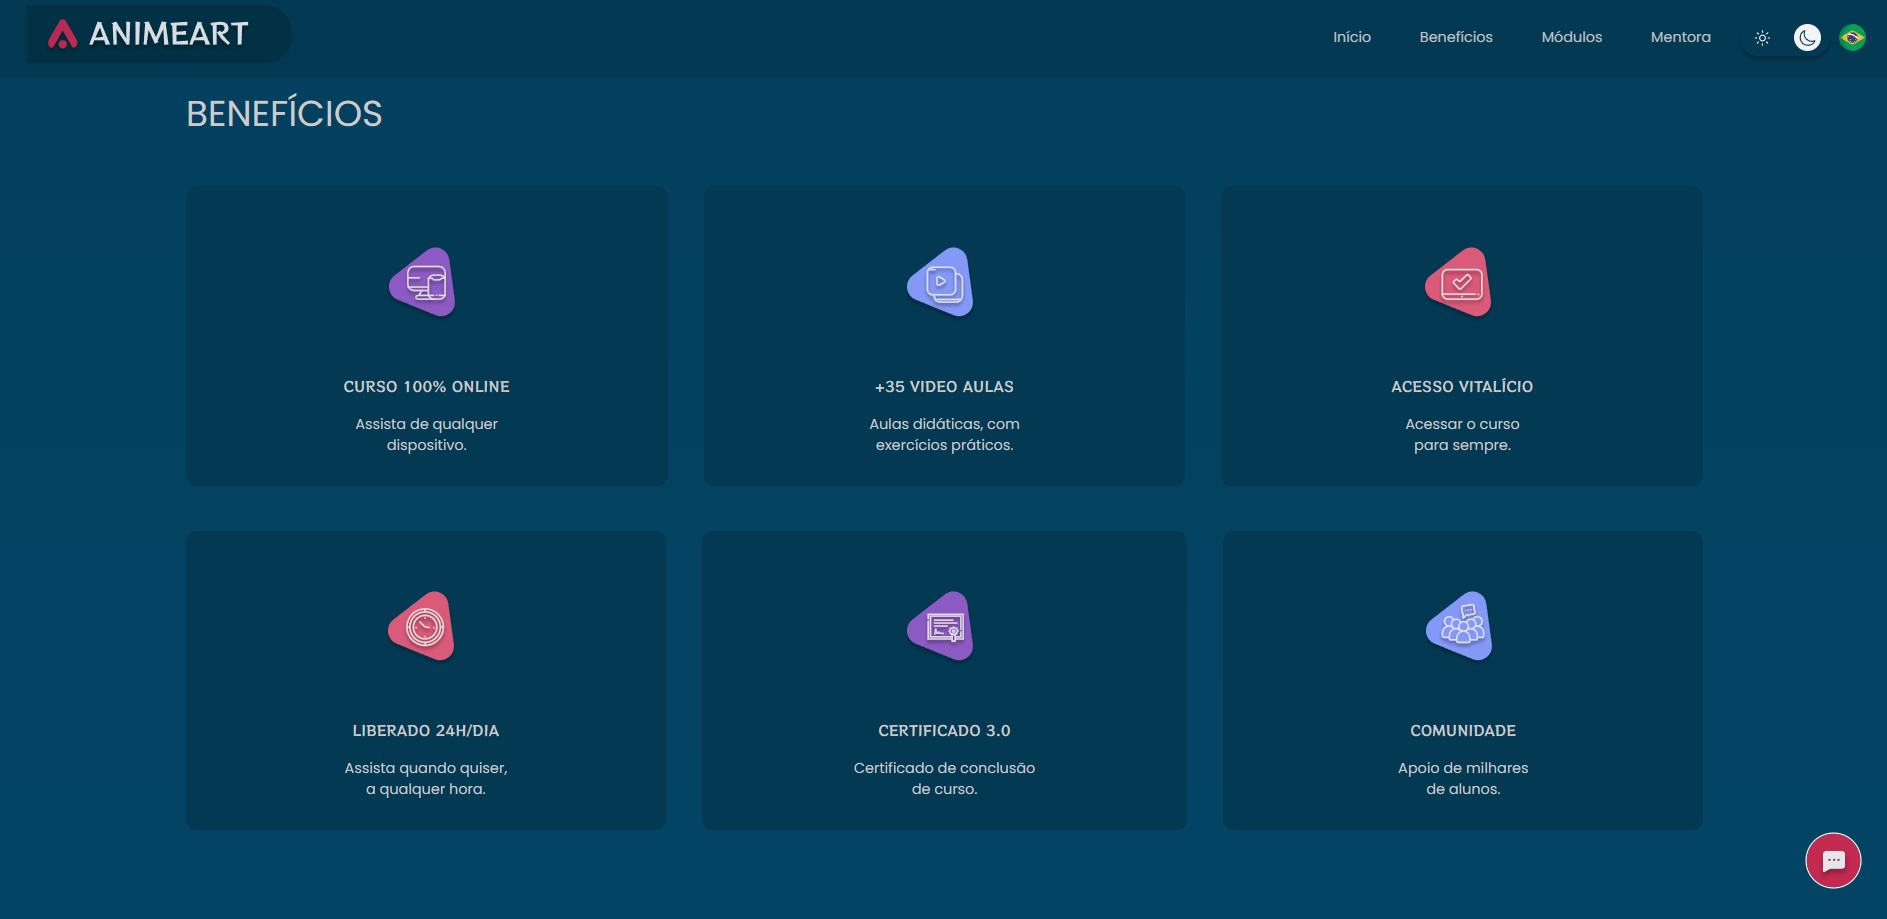 ANIMEART
Início
Benefícios
Módulos
Mentora
BENEFÍCIOS
CURSO 100% ONLINE
Assista de qualquer
dispositivo.
+35 VIDEO AULAS
Aulas didáticas, com
exercícios práticos.
ACESSO VITALÍCIO
Acessar o curso
para sempre.
LIBERADO 24H/DIA
Assista quando quiser,
a qualquer hora.
CERTIFICADO 3.0
Certificado de conclusão
de curso.
COMUNIDADE
Apoio de milhares
de alunos.